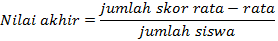 Nilai akhir = jumlah skor rata − rata / jumlah siswa